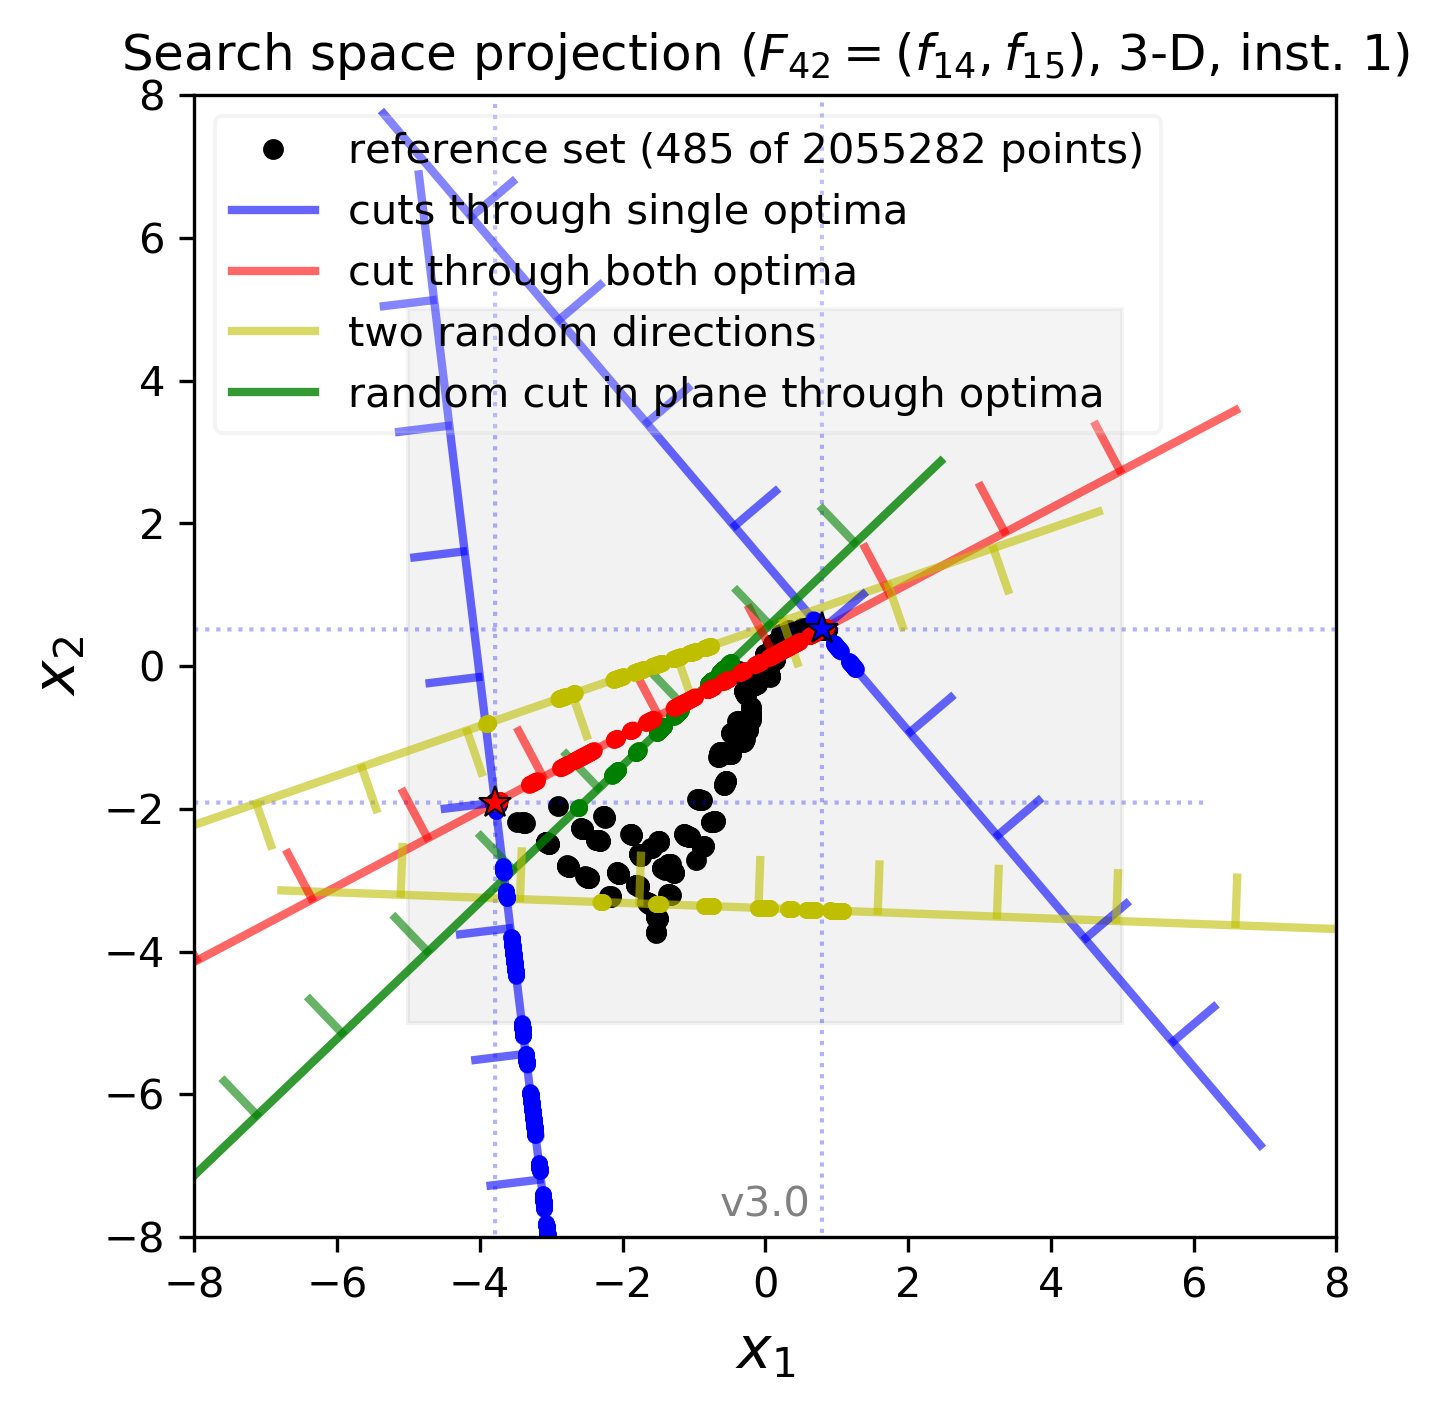 Search space projection (F₄₂ = (f₁₄, f₁₅), 3-D, inst. 1)
reference set (485 of 2055282 points)
cuts through single optima
cut through both optima
two random directions
random cut in plane through optima
8
6
4
2
0
−2
−4
−6
−8
x₂
v3.0
−8 −6 −4 −2 0 2 4 6 8
x₁